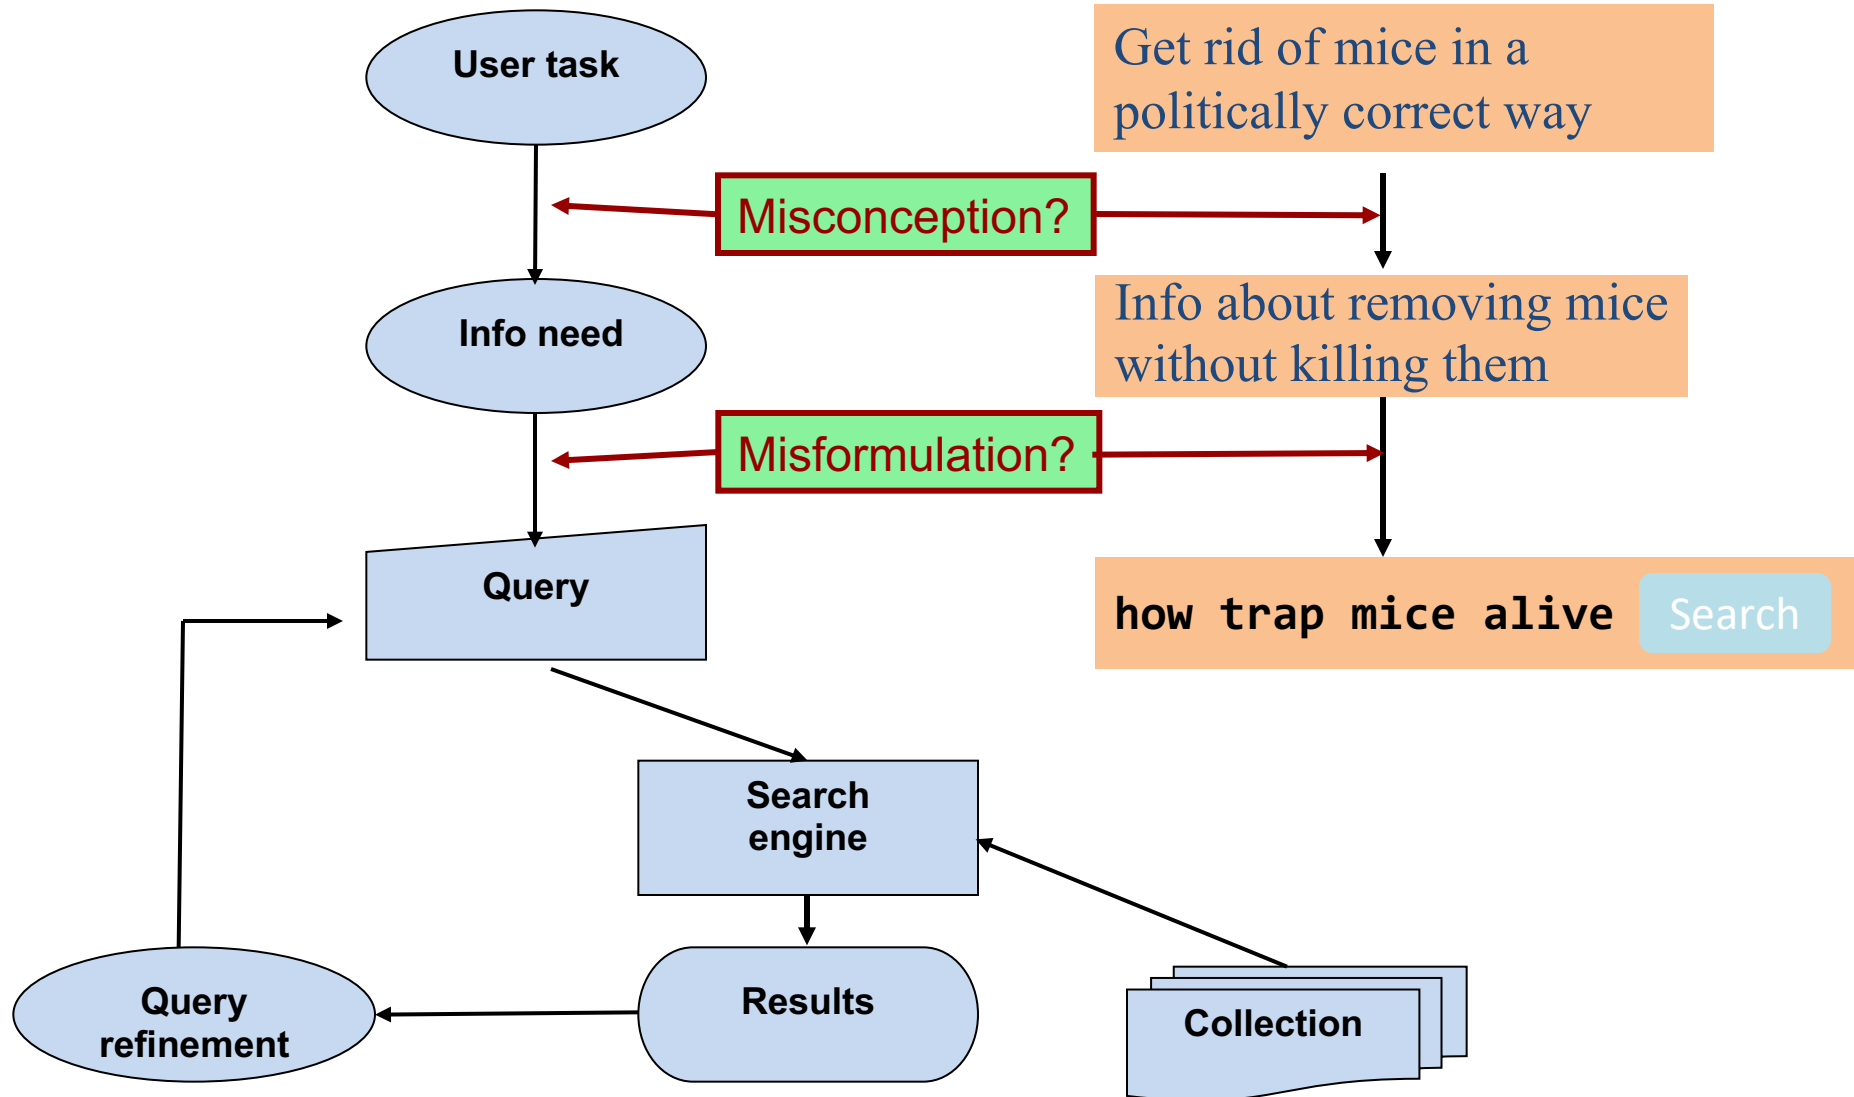 User task
Get rid of mice in a
politically correct way
Misconception?
Info need
Info about removing mice
without killing them
Misformulation?
Query
how trap mice alive
Search
Search
engine
Results
Query
refinement
Collection